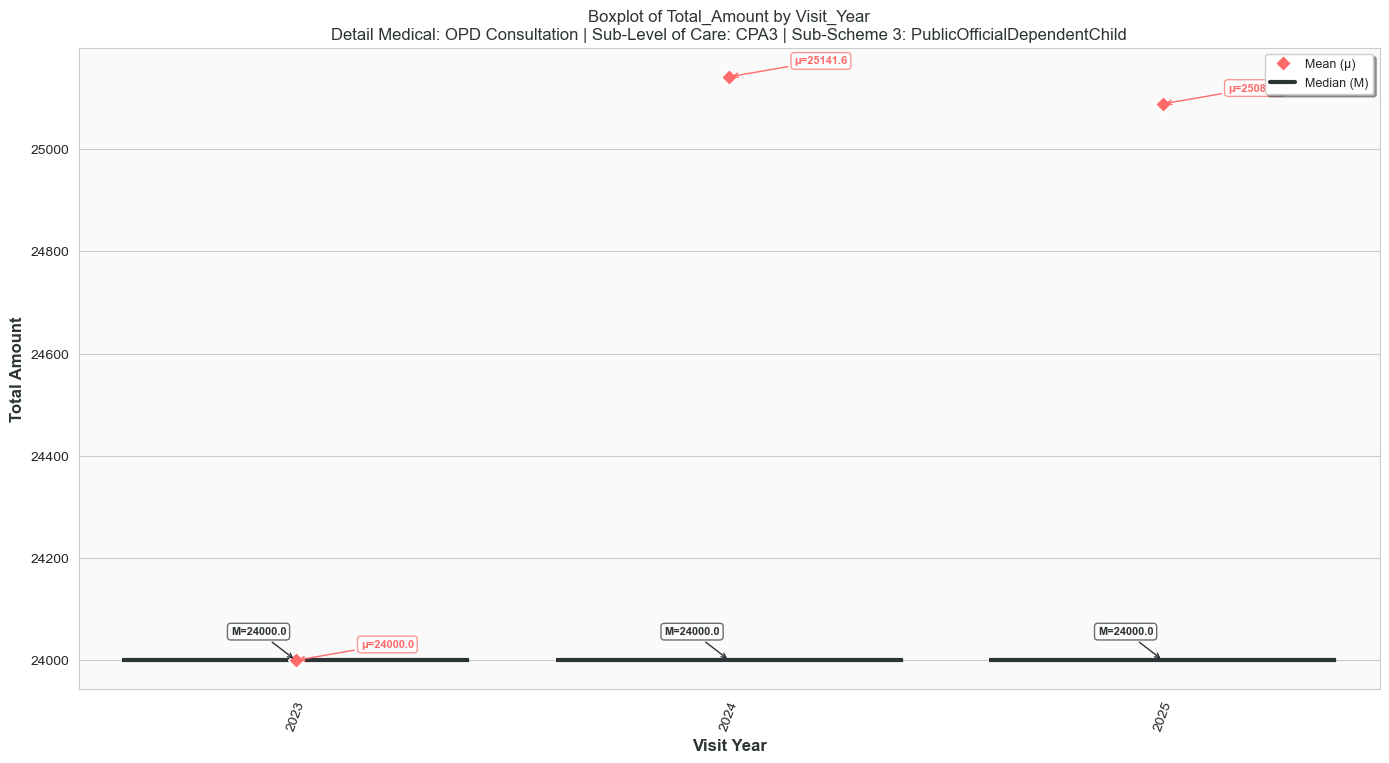 Boxplot of Total_Amount by Visit_Year
Detail Medical: OPD Consultation | Sub-Level of Care: CPA3 | Sub-Scheme 3: PublicOfficialDependentChild
μ=25141.6
μ=2508
Mean (μ)
Median (M)
25000
24800
24600
24400
24200
24000
Total Amount
M=24000.0
μ=24000.0
M=24000.0
M=24000.0
2023
2024
2025
Visit Year